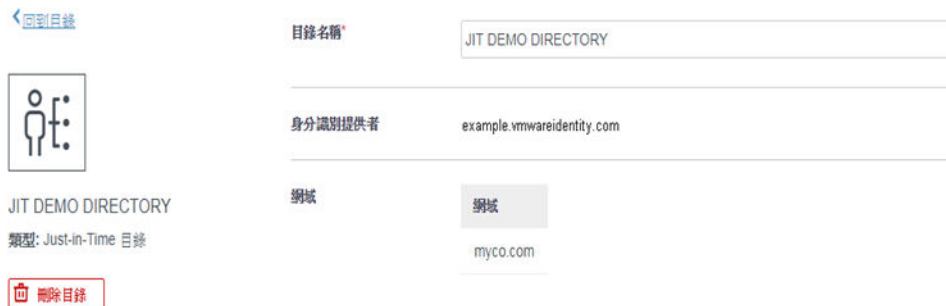 回到目錄
JIT DEMO DIRECTORY
類型: Just-in-Time 目錄
刪除目錄
目錄名稱*
JIT DEMO DIRECTORY
身分識別提供者
example.vmwareidentity.com
網域
網域
myco.com